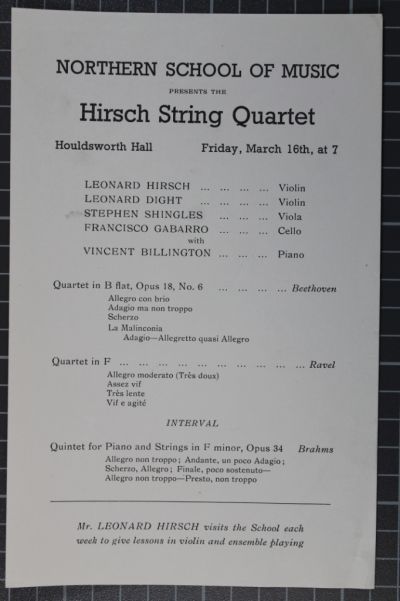 NORTHERN SCHOOL OF MUSIC
PRESENTS THE
Hirsch String Quartet
Houldsworth Hall Friday, March 16th, at 7
LEONARD HIRSCH ... ... ... ... Violin
LEONARD DIGHT ... ... ... ... Violin
STEPHEN SHINGLES ... ... ... Viola
FRANCISCO GABARRO ... ... ... Cello
with
VINCENT BILLINGTON ... ... ... Piano
Quartet in B flat, Opus 18, No. 6 ... ... ... ... Beethoven
Allegro con brio
Adagio ma non troppo
Scherzo
La Malinconia
Adagio—Allegretto quasi Allegro
Quartet in F ... ... ... ... ... ... ... ... ... ... Ravel
Allegro moderato (Très doux)
Assez vif
Très lente
Vif e agité
INTERVAL
Quintet for Piano and Strings in F minor, Opus 34 Brahms
Allegro non troppo; Andante, un poco Adagio;
Scherzo, Allegro; Finale, poco sostenuto—
Allegro non troppo—Presto, non troppo
Mr. LEONARD HIRSCH visits the School each
week to give lessons in violin and ensemble playing